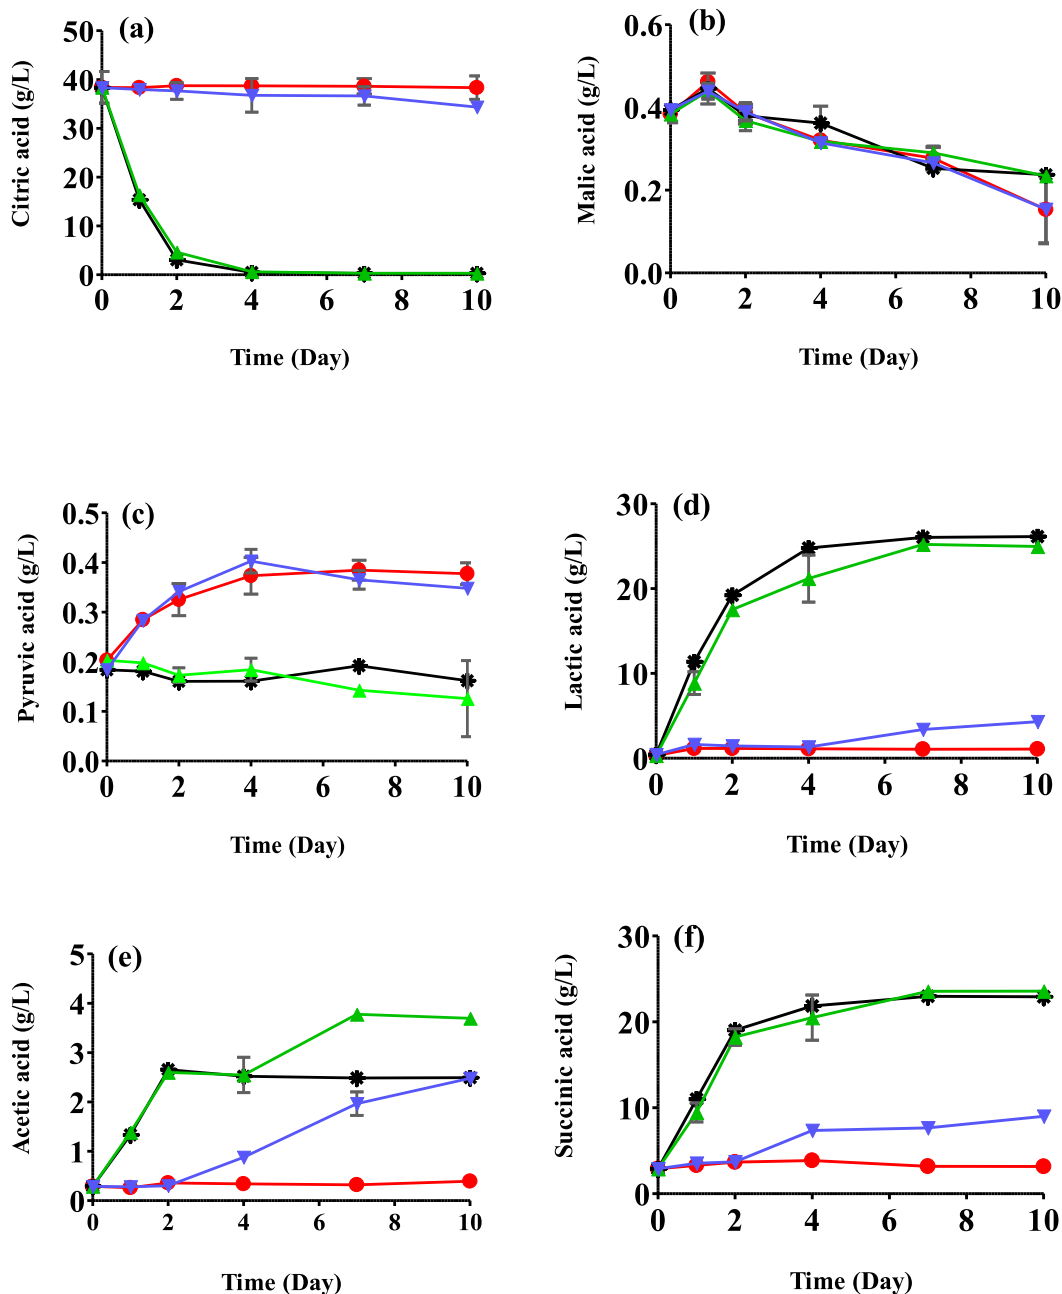 (a)
Citric acid (g/L)
50
40
30
20
10
0
0 2 4 6 8 10
Time (Day)
(b)
Malic acid (g/L)
0.6
0.4
0.2
0.0
0 2 4 6 8 10
Time (Day)
(c)
Pyruvic acid (g/L)
0.5
0.4
0.3
0.2
0.1
0.0
0 2 4 6 8 10
Time (Day)
(d)
Lactic acid (g/L)
30
20
10
0
0 2 4 6 8 10
Time (Day)
(e)
Acetic acid (g/L)
5
4
3
2
1
0
0 2 4 6 8 10
Time (Day)
(f)
Succinic acid (g/L)
30
20
10
0
0 2 4 6 8 10
Time (Day)